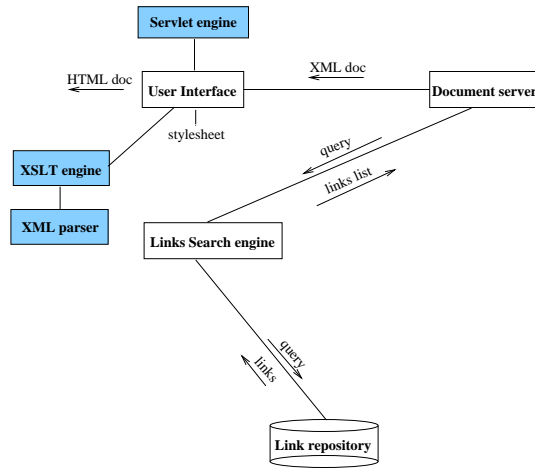 Servlet engine
HTML doc
XML doc
User Interface
Document server
stylesheet
query
links list
XSLT engine
XML parser
Links Search engine
query
links
Link repository